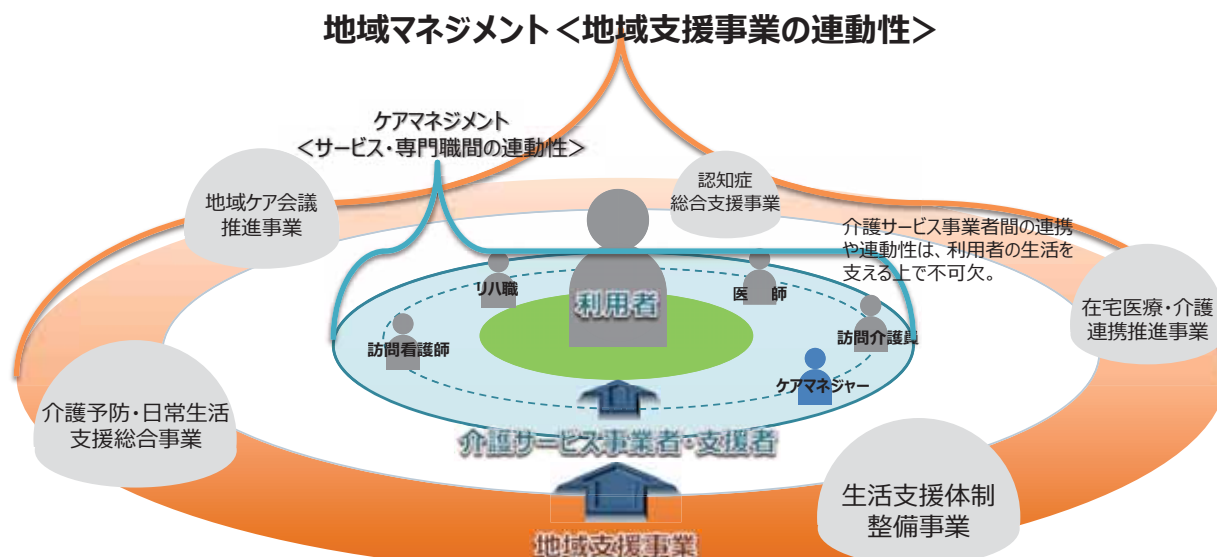 地域マネジメント＜地域支援事業の連動性＞
ケアマネジメント
＜サービス・専門職間の連動性＞
認知症
総合支援事業
地域ケア会議
推進事業
介護サービス事業者間の連携
や連動性は、利用者の生活を
支える上で不可欠。
リハ職
医　師
利用者
在宅医療・介護
連携推進事業
訪問看護師
訪問介護員
ケアマネジャー
介護予防・日常生活
支援総合事業
介護サービス事業者・支援者
生活支援体制
整備事業
地域支援事業